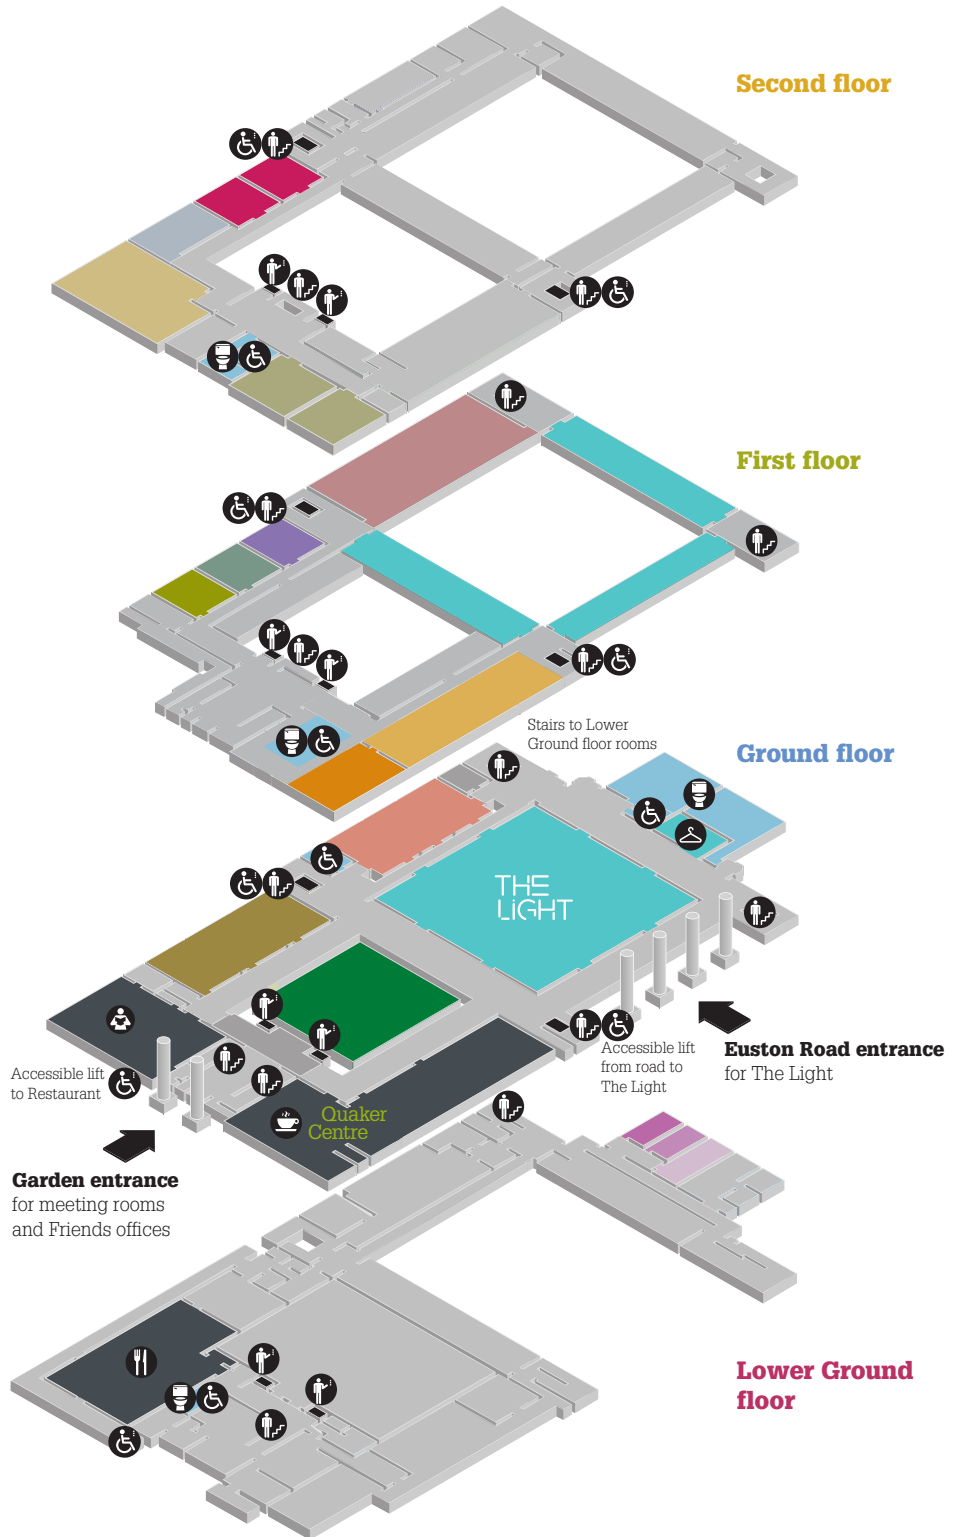 Second floor
First floor
Stairs to Lower
Ground floor rooms
Ground floor
THE
LiGHT
Accessible lift
from road to
The Light
Euston Road entrance
for The Light
Accessible lift
to Restaurant
Quaker
Centre
Garden entrance
for meeting rooms
and Friends offices
Lower Ground
floor